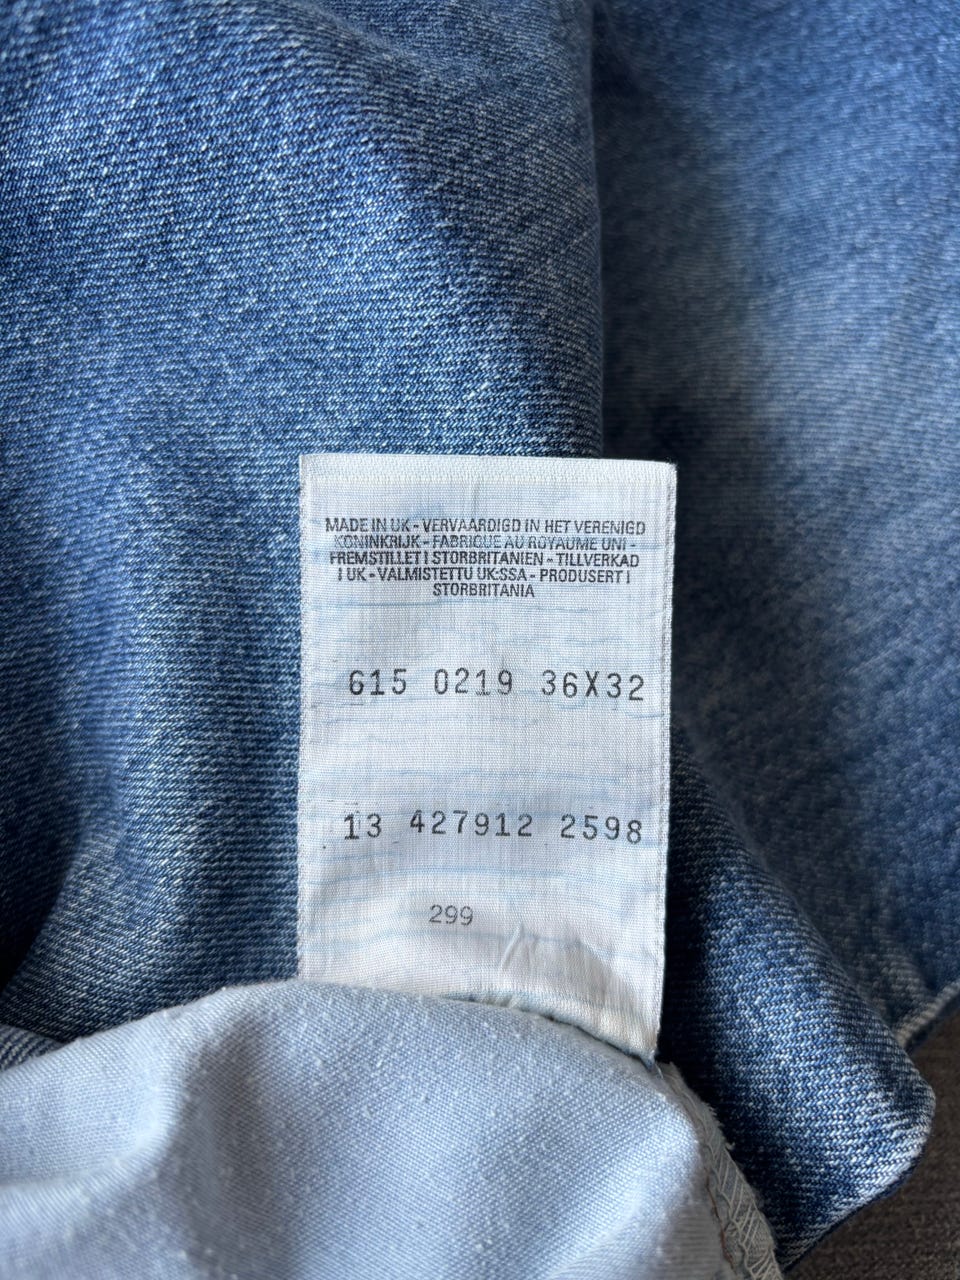 MADE IN UK - VERVAARDIGD IN HET VERENIGD
KONINKRIJK - FABRIQUE AU ROYAUME UNI -
FREMSTILLET I STORBRITANIEN - TILLVERKAD
I UK - VALMISTETTU UK:SSA - PRODUSERT I
STORBRITANIA
615 0219 36X32
13 427912 2598
299